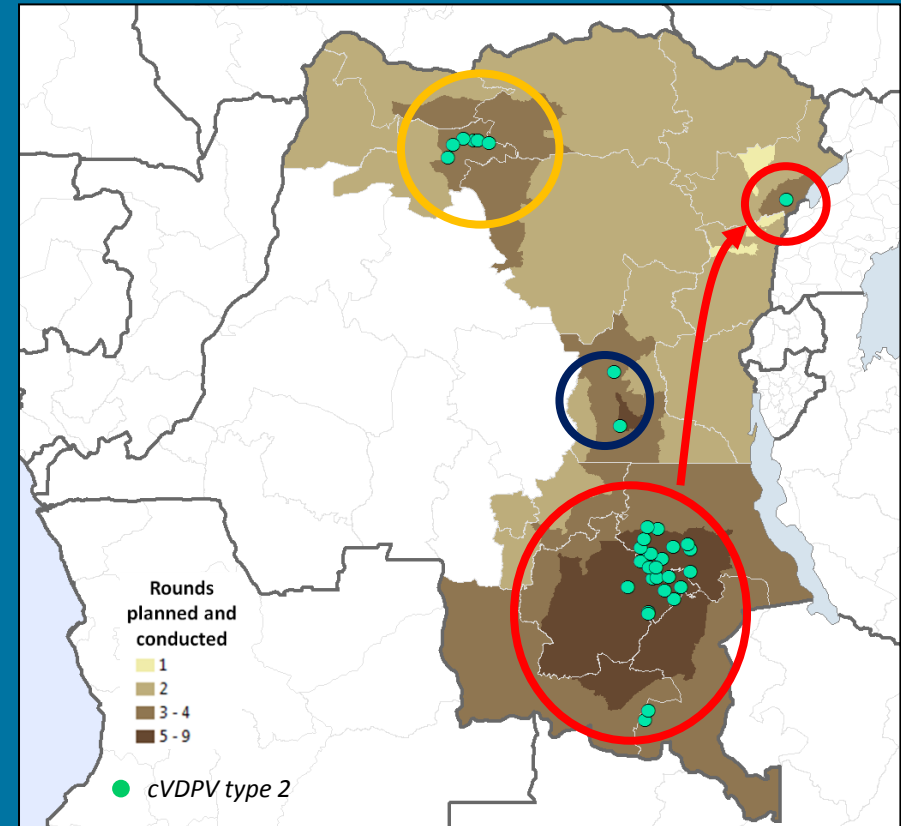 Rounds
planned and
conducted
1
2
3 - 4
5 - 9
cVDPV type 2